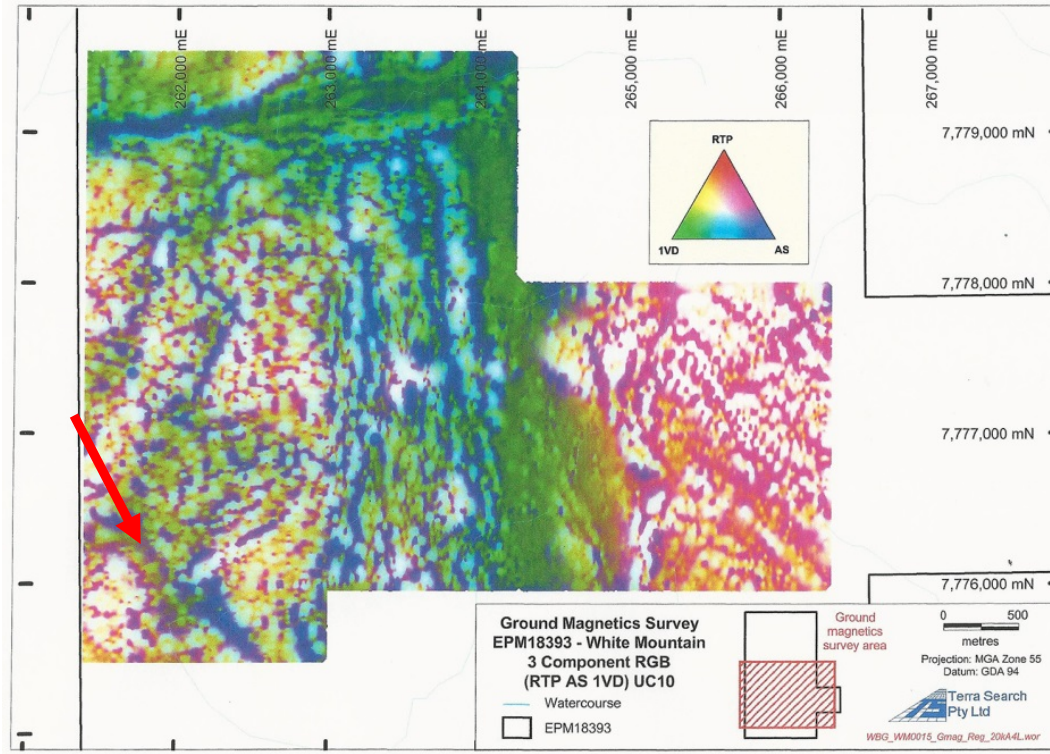 262,000 mE
263,000 mE
264,000 mE
265,000 mE
266,000 mE
267,000 mE
7,779,000 mN
RTP
1VD
AS
7,778,000 mN
7,777,000 mN
7,776,000 mN
Ground Magnetics Survey
EPM18393 - White Mountain
3 Component RGB
(RTP AS 1VD) UC10
Watercourse
EPM18393
Ground
magnetics
survey area
0 500
metres
Projection: MGA Zone 55
Datum: GDA 94
Terra Search
Pty Ltd
WBG_WM0015_Gmag_Reg_20kA4L.wor